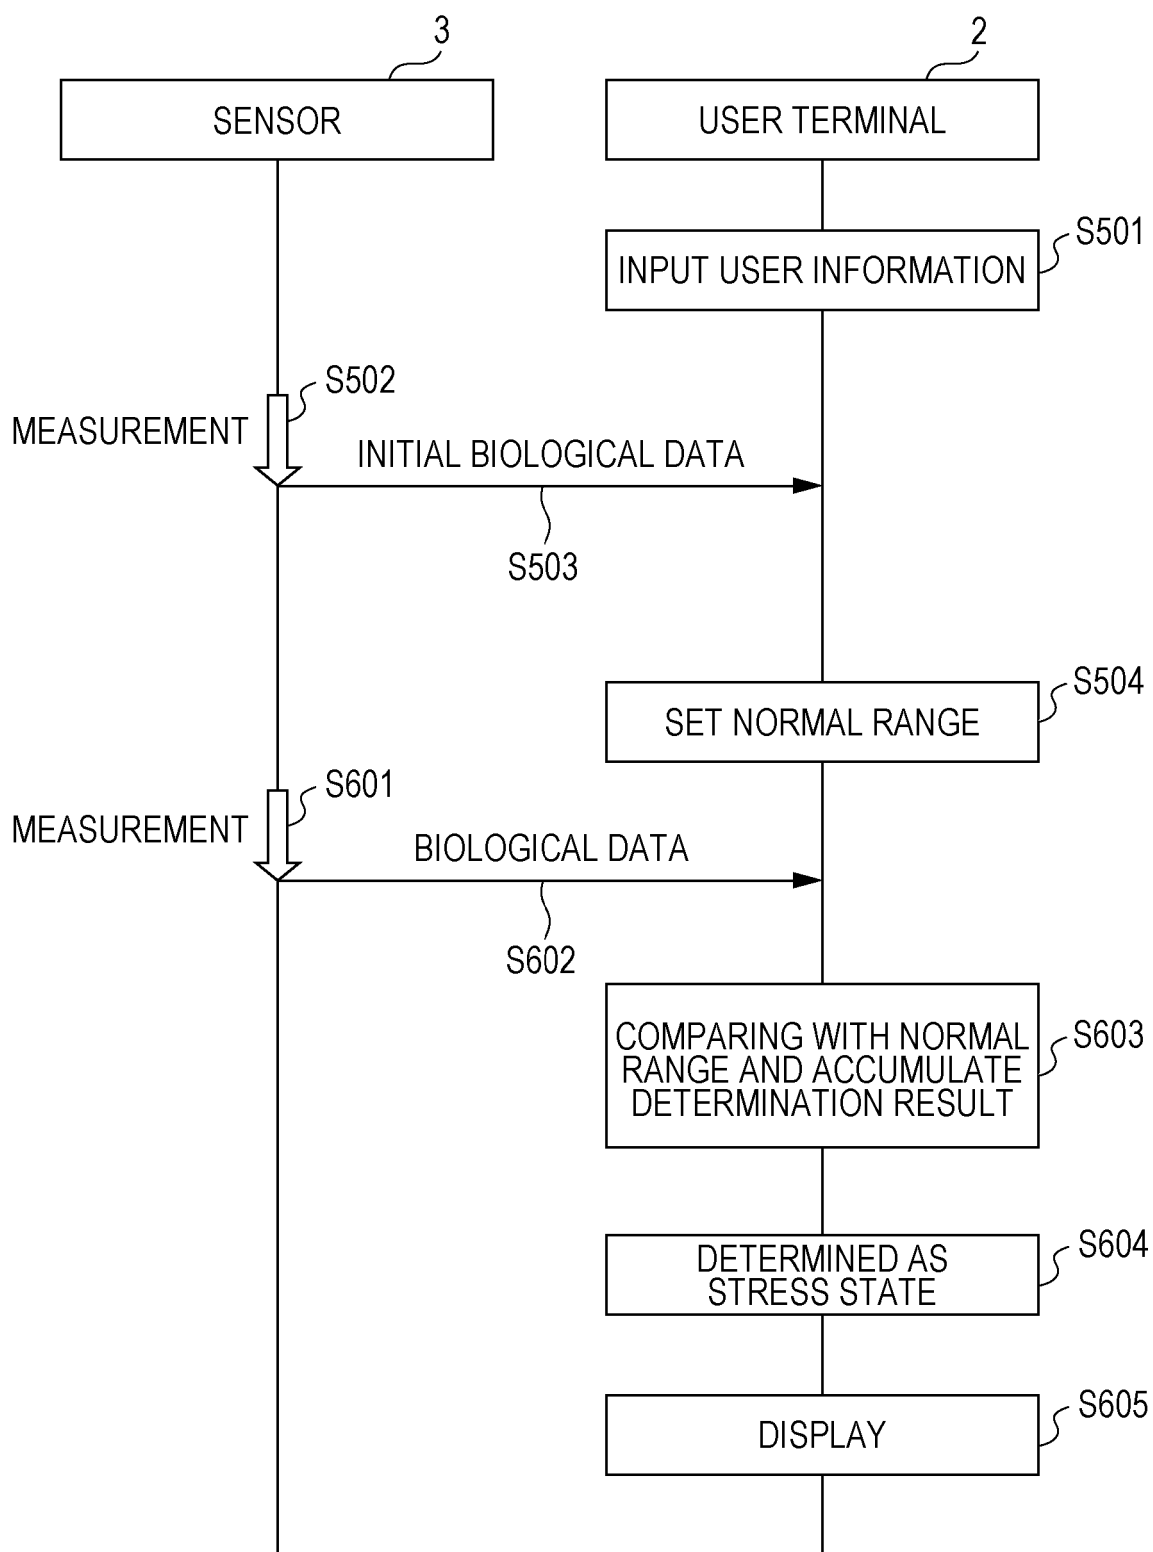 3
2
SENSOR
USER TERMINAL
S501
INPUT USER INFORMATION
S502
MEASUREMENT
INITIAL BIOLOGICAL DATA
S503
S504
SET NORMAL RANGE
S601
MEASUREMENT
BIOLOGICAL DATA
S602
S603
COMPARING WITH NORMAL
RANGE AND ACCUMULATE
DETERMINATION RESULT
S604
DETERMINED AS
STRESS STATE
S605
DISPLAY